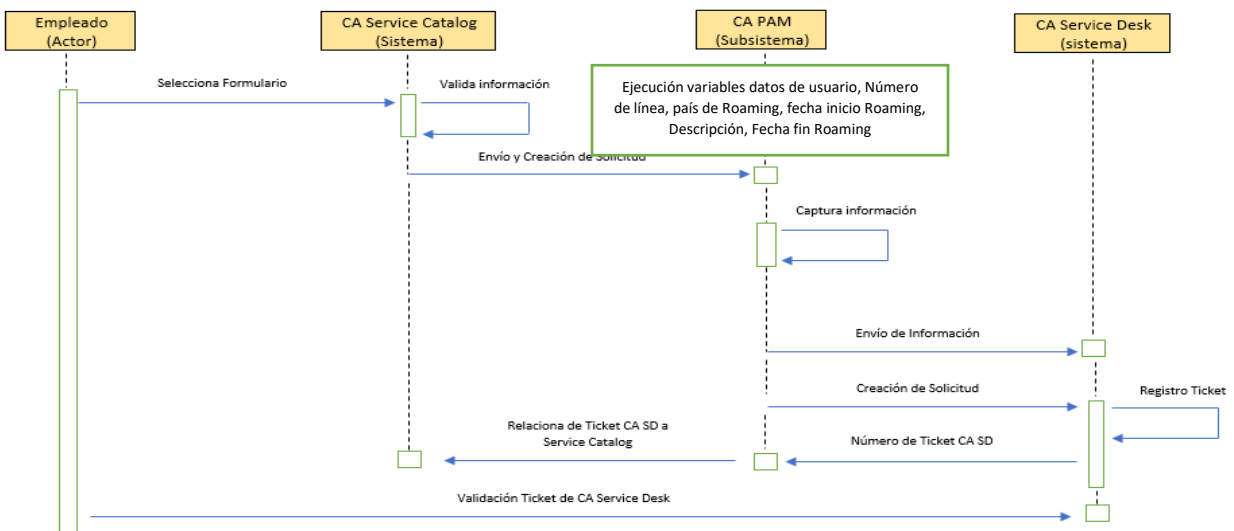 Empleado
(Actor)
CA Service Catalog
(Sistema)
CA PAM
(Subsistema)
CA Service Desk
(sistema)
Selecciona Formulario
Valida información
Ejecución variables datos de usuario, Número
de línea, país de Roaming, fecha inicio Roaming,
Descripción, Fecha fin Roaming
Envío y Creación de Solicitud
Captura información
Envío de Información
Creación de Solicitud
Registro Ticket
Relaciona de Ticket CA SD a
Service Catalog
Número de Ticket CA SD
Validación Ticket de CA Service Desk